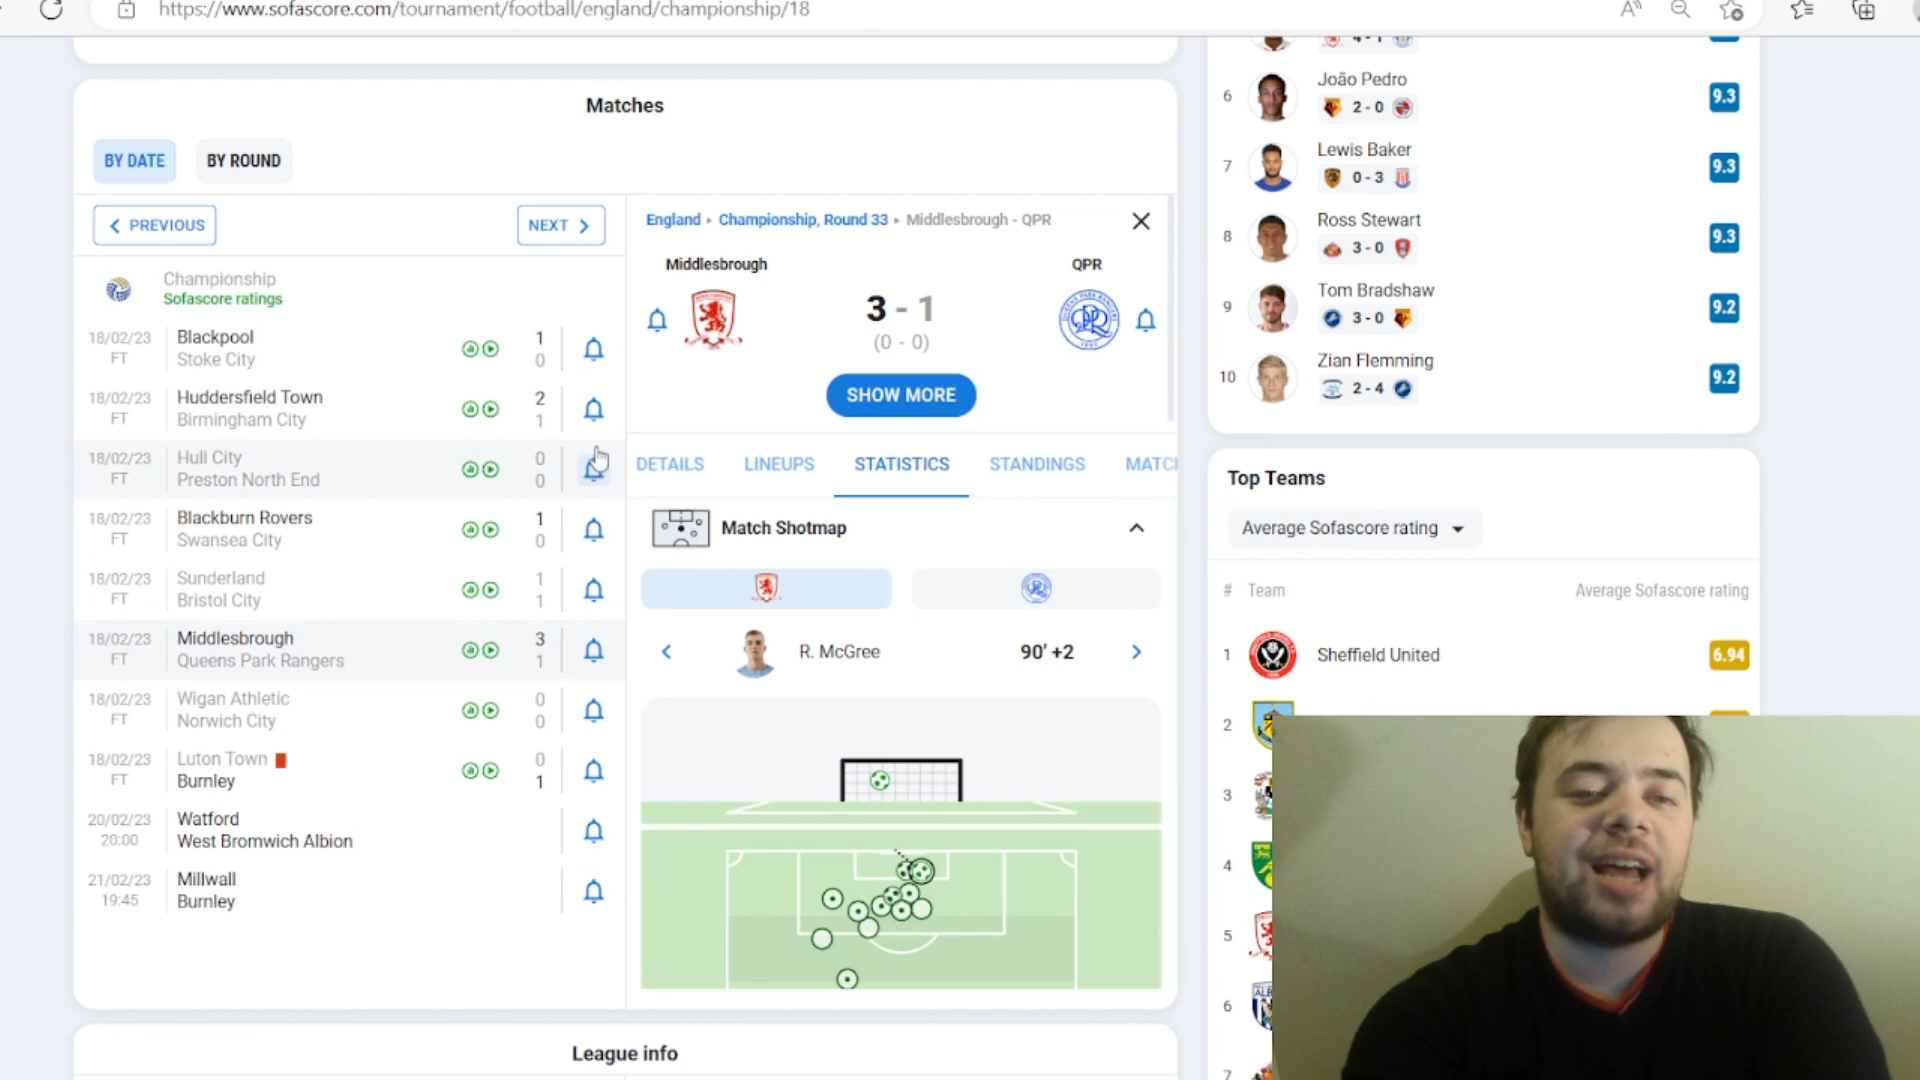 https://www.sofascore.com/tournament/football/england/championship/18
Matches
BY DATE
BY ROUND
PREVIOUS
NEXT
Championship
Sofascore ratings
18/02/23 Blackpool 1
FT Stoke City 0
18/02/23 Huddersfield Town 2
FT Birmingham City 1
18/02/23 Hull City 0
FT Preston North End 0
18/02/23 Blackburn Rovers 1
FT Swansea City 0
18/02/23 Sunderland 1
FT Bristol City 1
18/02/23 Middlesbrough 3
FT Queens Park Rangers 1
18/02/23 Wigan Athletic 0
FT Norwich City 0
18/02/23 Luton Town 0
FT Burnley 1
20/02/23 Watford
20:00 West Bromwich Albion
21/02/23 Millwall
19:45 Burnley
England ▸ Championship, Round 33 ▸ Middlesbrough - QPR
Middlesbrough
QPR
3 - 1
(0 - 0)
SHOW MORE
DETAILS LINEUPS STATISTICS STANDINGS MATC
Match Shotmap
R. McGree 90' +2
4 - 1
6 João Pedro 9.3
2 - 0
7 Lewis Baker 9.3
0 - 3
8 Ross Stewart 9.3
3 - 0
9 Tom Bradshaw 9.2
3 - 0
10 Zian Flemming 9.2
2 - 4
Top Teams
Average Sofascore rating
# Team Average Sofascore rating
1 Sheffield United 6.94
2
3
4
5
6
7
League info